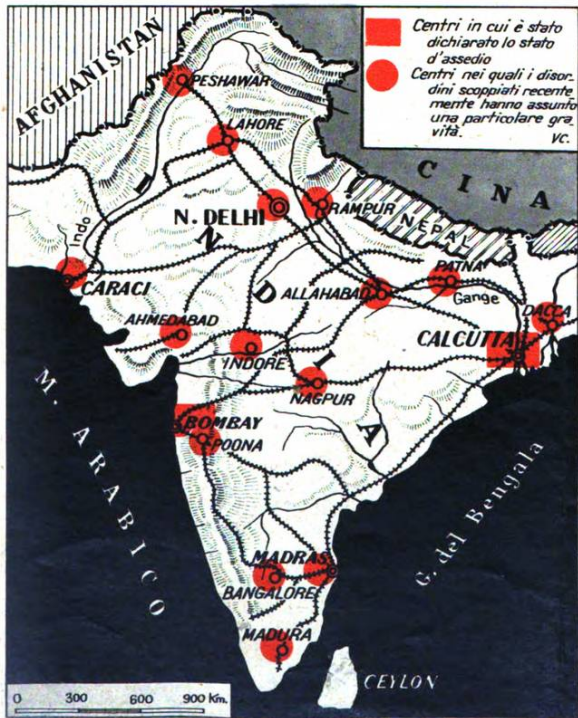 Centri in cui è stato
dichiarato lo stato
d'assedio
Centri nei quali i disor-
dini scoppiati recente
mente hanno assunto
una particolare gra
vità.
VC.
AFGHANISTAN
PESHAWAR
LAHORE
CINA
N. DELHI
RAMPUR
NEPAL
Indo
CARACI
ALLAHABAD
PATNA
Gange
DACCA
AHMEDABAD
INDORE
CALCUTTA
NAGPUR
INDIA
BOMBAY
POONA
M. ARABICO
G. del Bengala
MADRAS
BANGALORE
MADURA
CEYLON
0 300 600 900 Km.